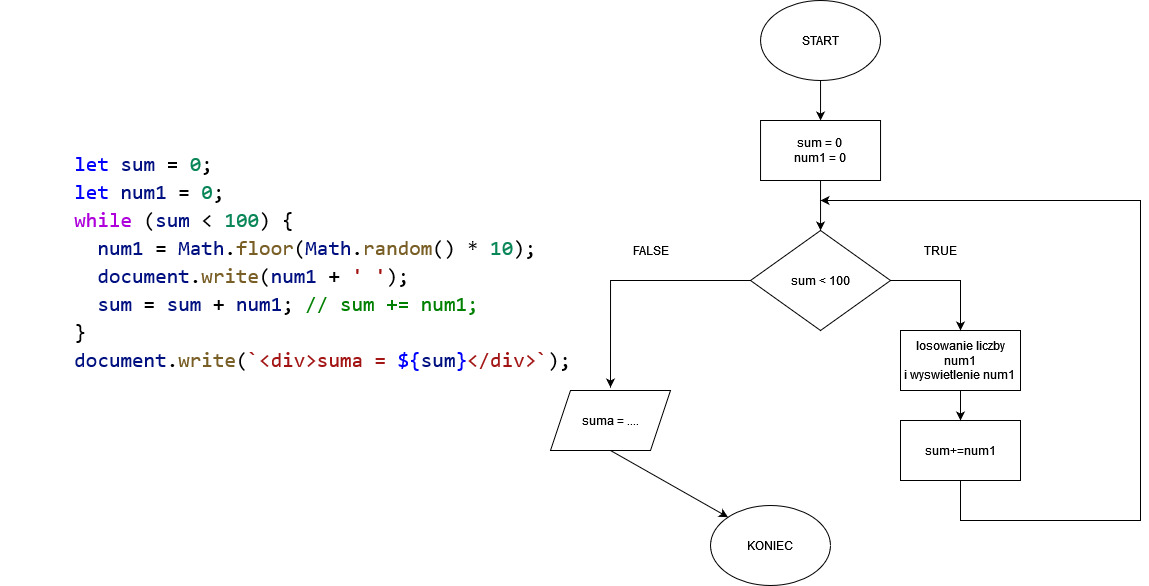 let sum = 0;
let num1 = 0;
while (sum < 100) {
  num1 = Math.floor(Math.random() * 10);
  document.write(num1 + ' ');
  sum = sum + num1; // sum += num1;
}
document.write(`<div>suma = ${sum}</div>`);
START
sum = 0
num1 = 0
FALSE
TRUE
sum < 100
losowanie liczby
num1
i wyswietlenie num1
suma = ....
sum+=num1
KONIEC